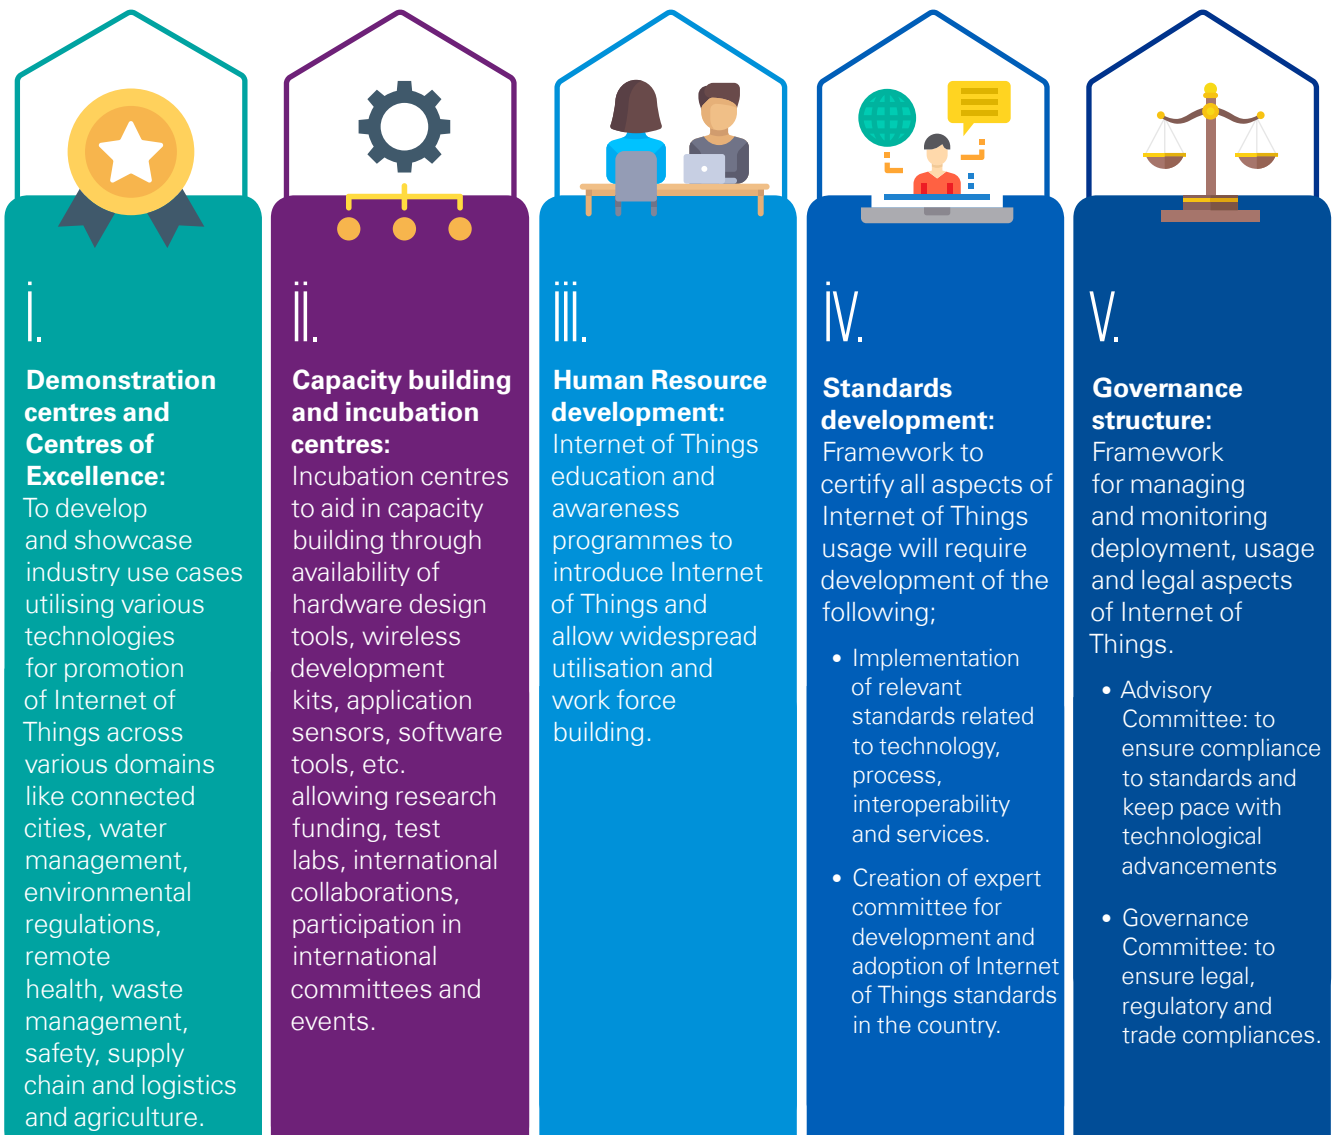 i.
Demonstration
centres and
Centres of
Excellence:
To develop
and showcase
industry use cases
utilising various
technologies
for promotion
of Internet of
Things across
various domains
like connected
cities, water
management,
environmental
regulations,
remote
health, waste
management,
safety, supply
chain and logistics
and agriculture.
ii.
Capacity building
and incubation
centres:
Incubation centres
to aid in capacity
building through
availability of
hardware design
tools, wireless
development
kits, application
sensors, software
tools, etc.
allowing research
funding, test
labs, international
collaborations,
participation in
international
committees and
events.
iii.
Human Resource
development:
Internet of Things
education and
awareness
programmes to
introduce Internet
of Things and
allow widespread
utilisation and
work force
building.
iv.
Standards
development:
Framework to
certify all aspects of
Internet of Things
usage will require
development of the
following;
• Implementation
of relevant
standards related
to technology,
process,
interoperability
and services.
• Creation of expert
committee for
development and
adoption of Internet
of Things standards
in the country.
v.
Governance
structure:
Framework
for managing
and monitoring
deployment, usage
and legal aspects
of Internet of
Things.
• Advisory
Committee: to
ensure compliance
to standards and
keep pace with
technological
advancements
• Governance
Committee: to
ensure legal,
regulatory and
trade compliances.